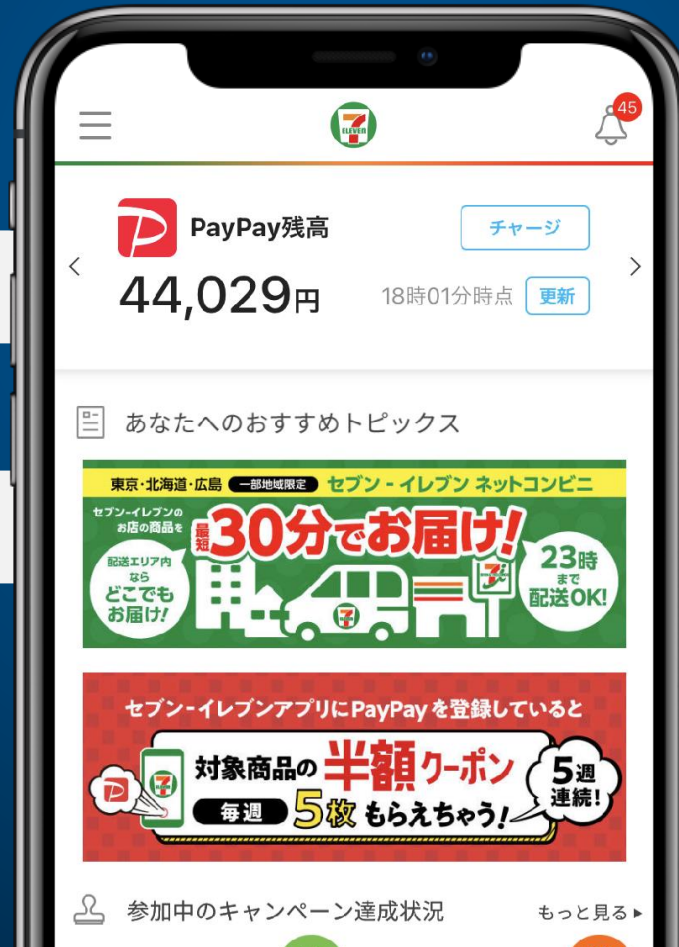 7
ELEVEN
45
PayPay残高
チャージ
44,029円
18時01分時点
更新
あなたへのおすすめトピックス
東京・北海道・広島 一部地域限定 セブン‐イレブン ネットコンビニ
セブン-イレブンの
お店の商品を
最短30分でお届け!
配送エリア内
なら
どこでも
お届け!
23時
まで
配送OK!
セブン‐イレブンアプリにPayPayを登録していると
対象商品の半額クーポン
毎週5枚もらえちゃう!
5週
連続!
参加中のキャンペーン達成状況
もっと見る▶